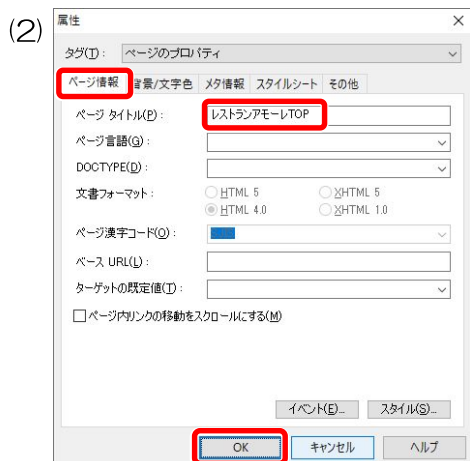 (2)
属性
タグ(T): ページのプロパティ
ページ情報 背景/文字色 メタ情報 スタイルシート その他
ページ タイトル(P): レストランアモーレTOP
ページ言語(G):
DOCTYPE(D):
文書フォーマット: HTML 5 XHTML 5
HTML 4.0 XHTML 1.0
ページ漢字コード(O):
ベース URL(L):
ターゲットの既定値(T):
ページ内リンクの移動をスクロールにする(M)
イベント(E)... スタイル(S)...
OK キャンセル ヘルプ